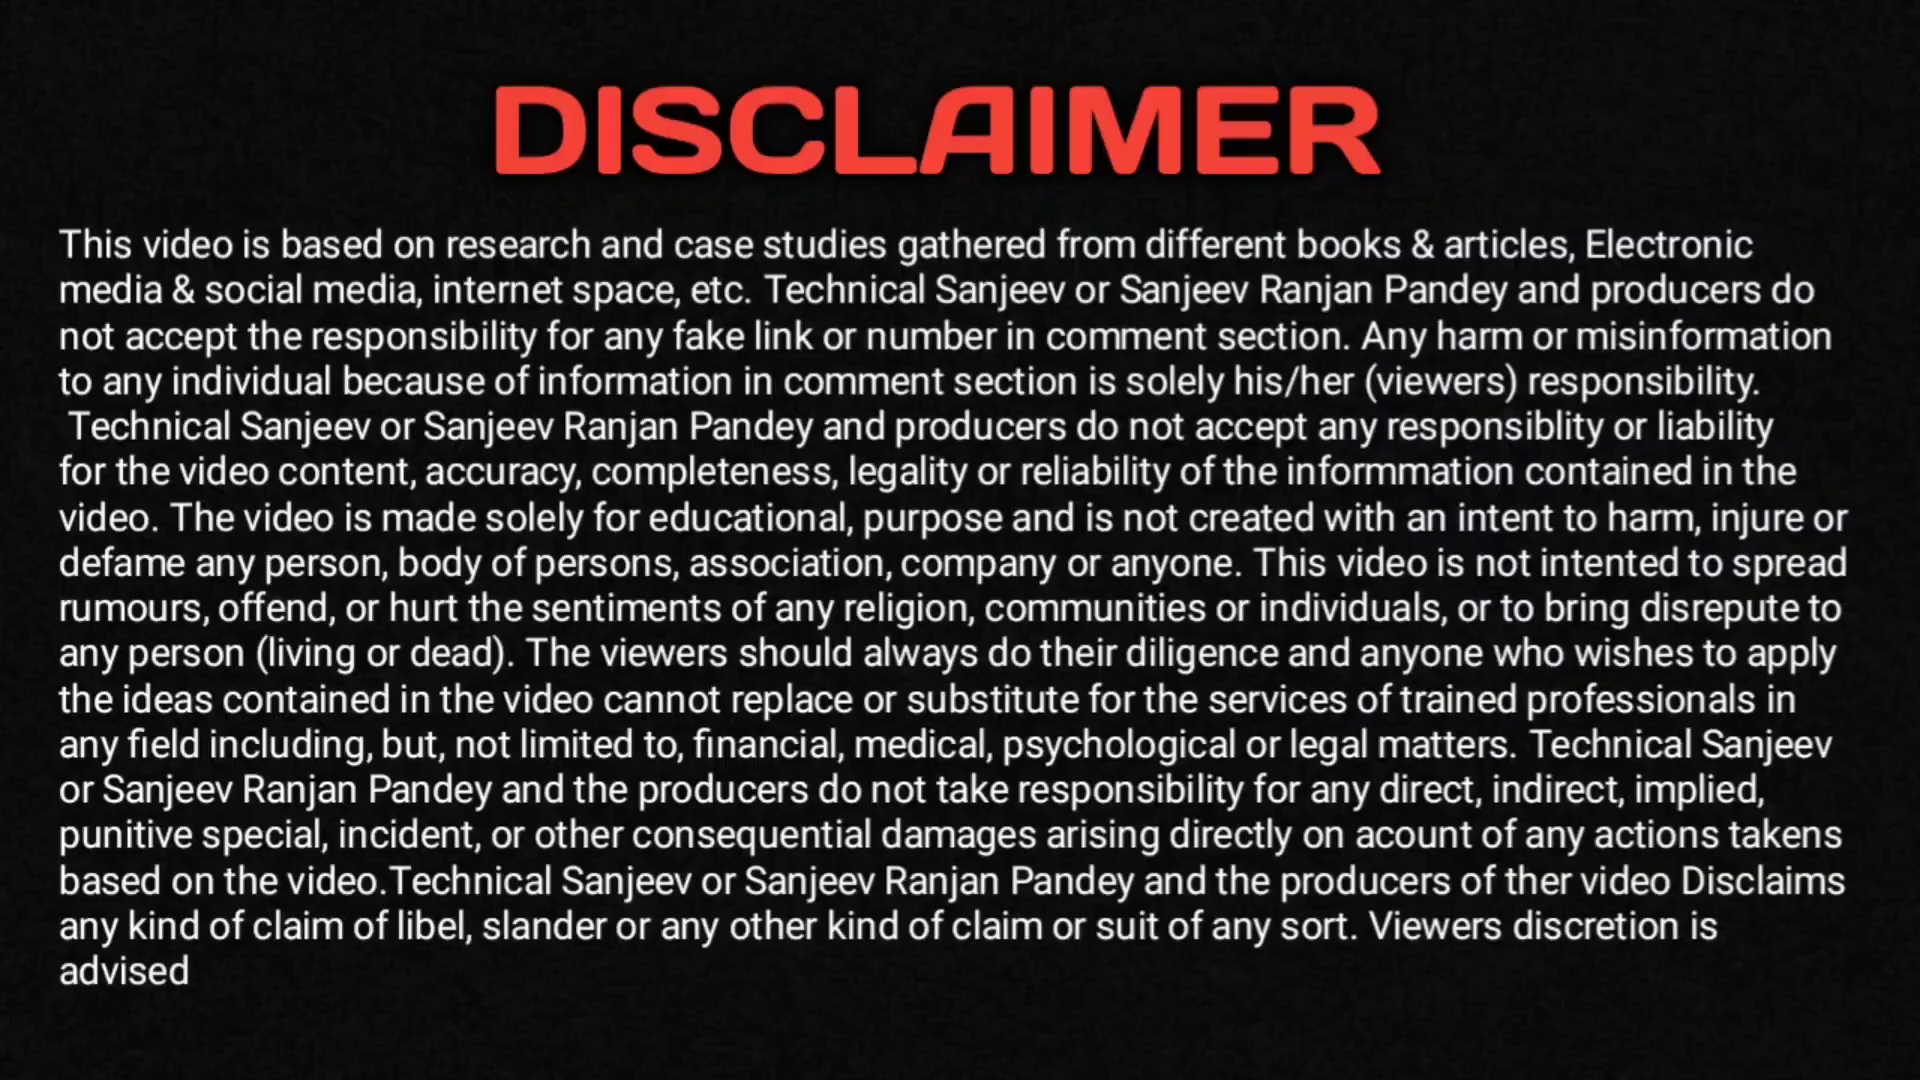 DISCLAIMER
This video is based on research and case studies gathered from different books & articles, Electronic
media & social media, internet space, etc. Technical Sanjeev or Sanjeev Ranjan Pandey and producers do
not accept the responsibility for any fake link or number in comment section. Any harm or misinformation
to any individual because of information in comment section is solely his/her (viewers) responsibility.
Technical Sanjeev or Sanjeev Ranjan Pandey and producers do not accept any responsiblity or liability
for the video content, accuracy, completeness, legality or reliability of the informmation contained in the
video. The video is made solely for educational, purpose and is not created with an intent to harm, injure or
defame any person, body of persons, association, company or anyone. This video is not intented to spread
rumours, offend, or hurt the sentiments of any religion, communities or individuals, or to bring disrepute to
any person (living or dead). The viewers should always do their diligence and anyone who wishes to apply
the ideas contained in the video cannot replace or substitute for the services of trained professionals in
any field including, but, not limited to, financial, medical, psychological or legal matters. Technical Sanjeev
or Sanjeev Ranjan Pandey and the producers do not take responsibility for any direct, indirect, implied,
punitive special, incident, or other consequential damages arising directly on acount of any actions takens
based on the video.Technical Sanjeev or Sanjeev Ranjan Pandey and the producers of ther video Disclaims
any kind of claim of libel, slander or any other kind of claim or suit of any sort. Viewers discretion is
advised